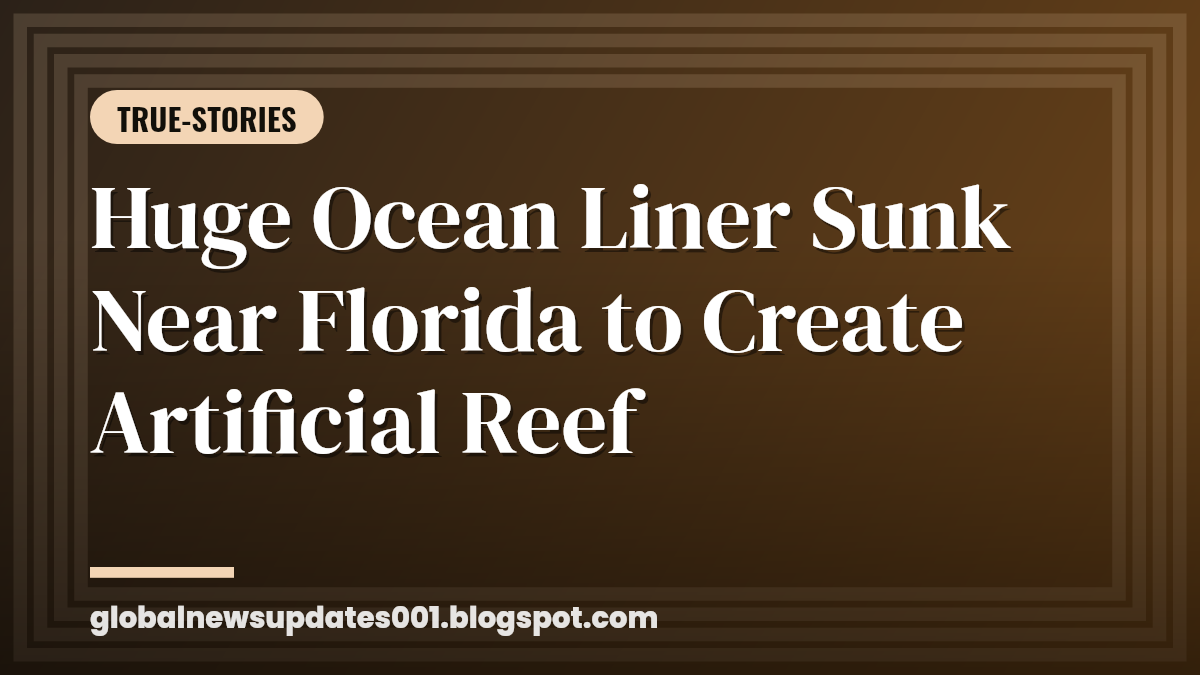 TRUE-STORIES
Huge Ocean Liner Sunk
Near Florida to Create
Artificial Reef
globalnewsupdates001.blogspot.com